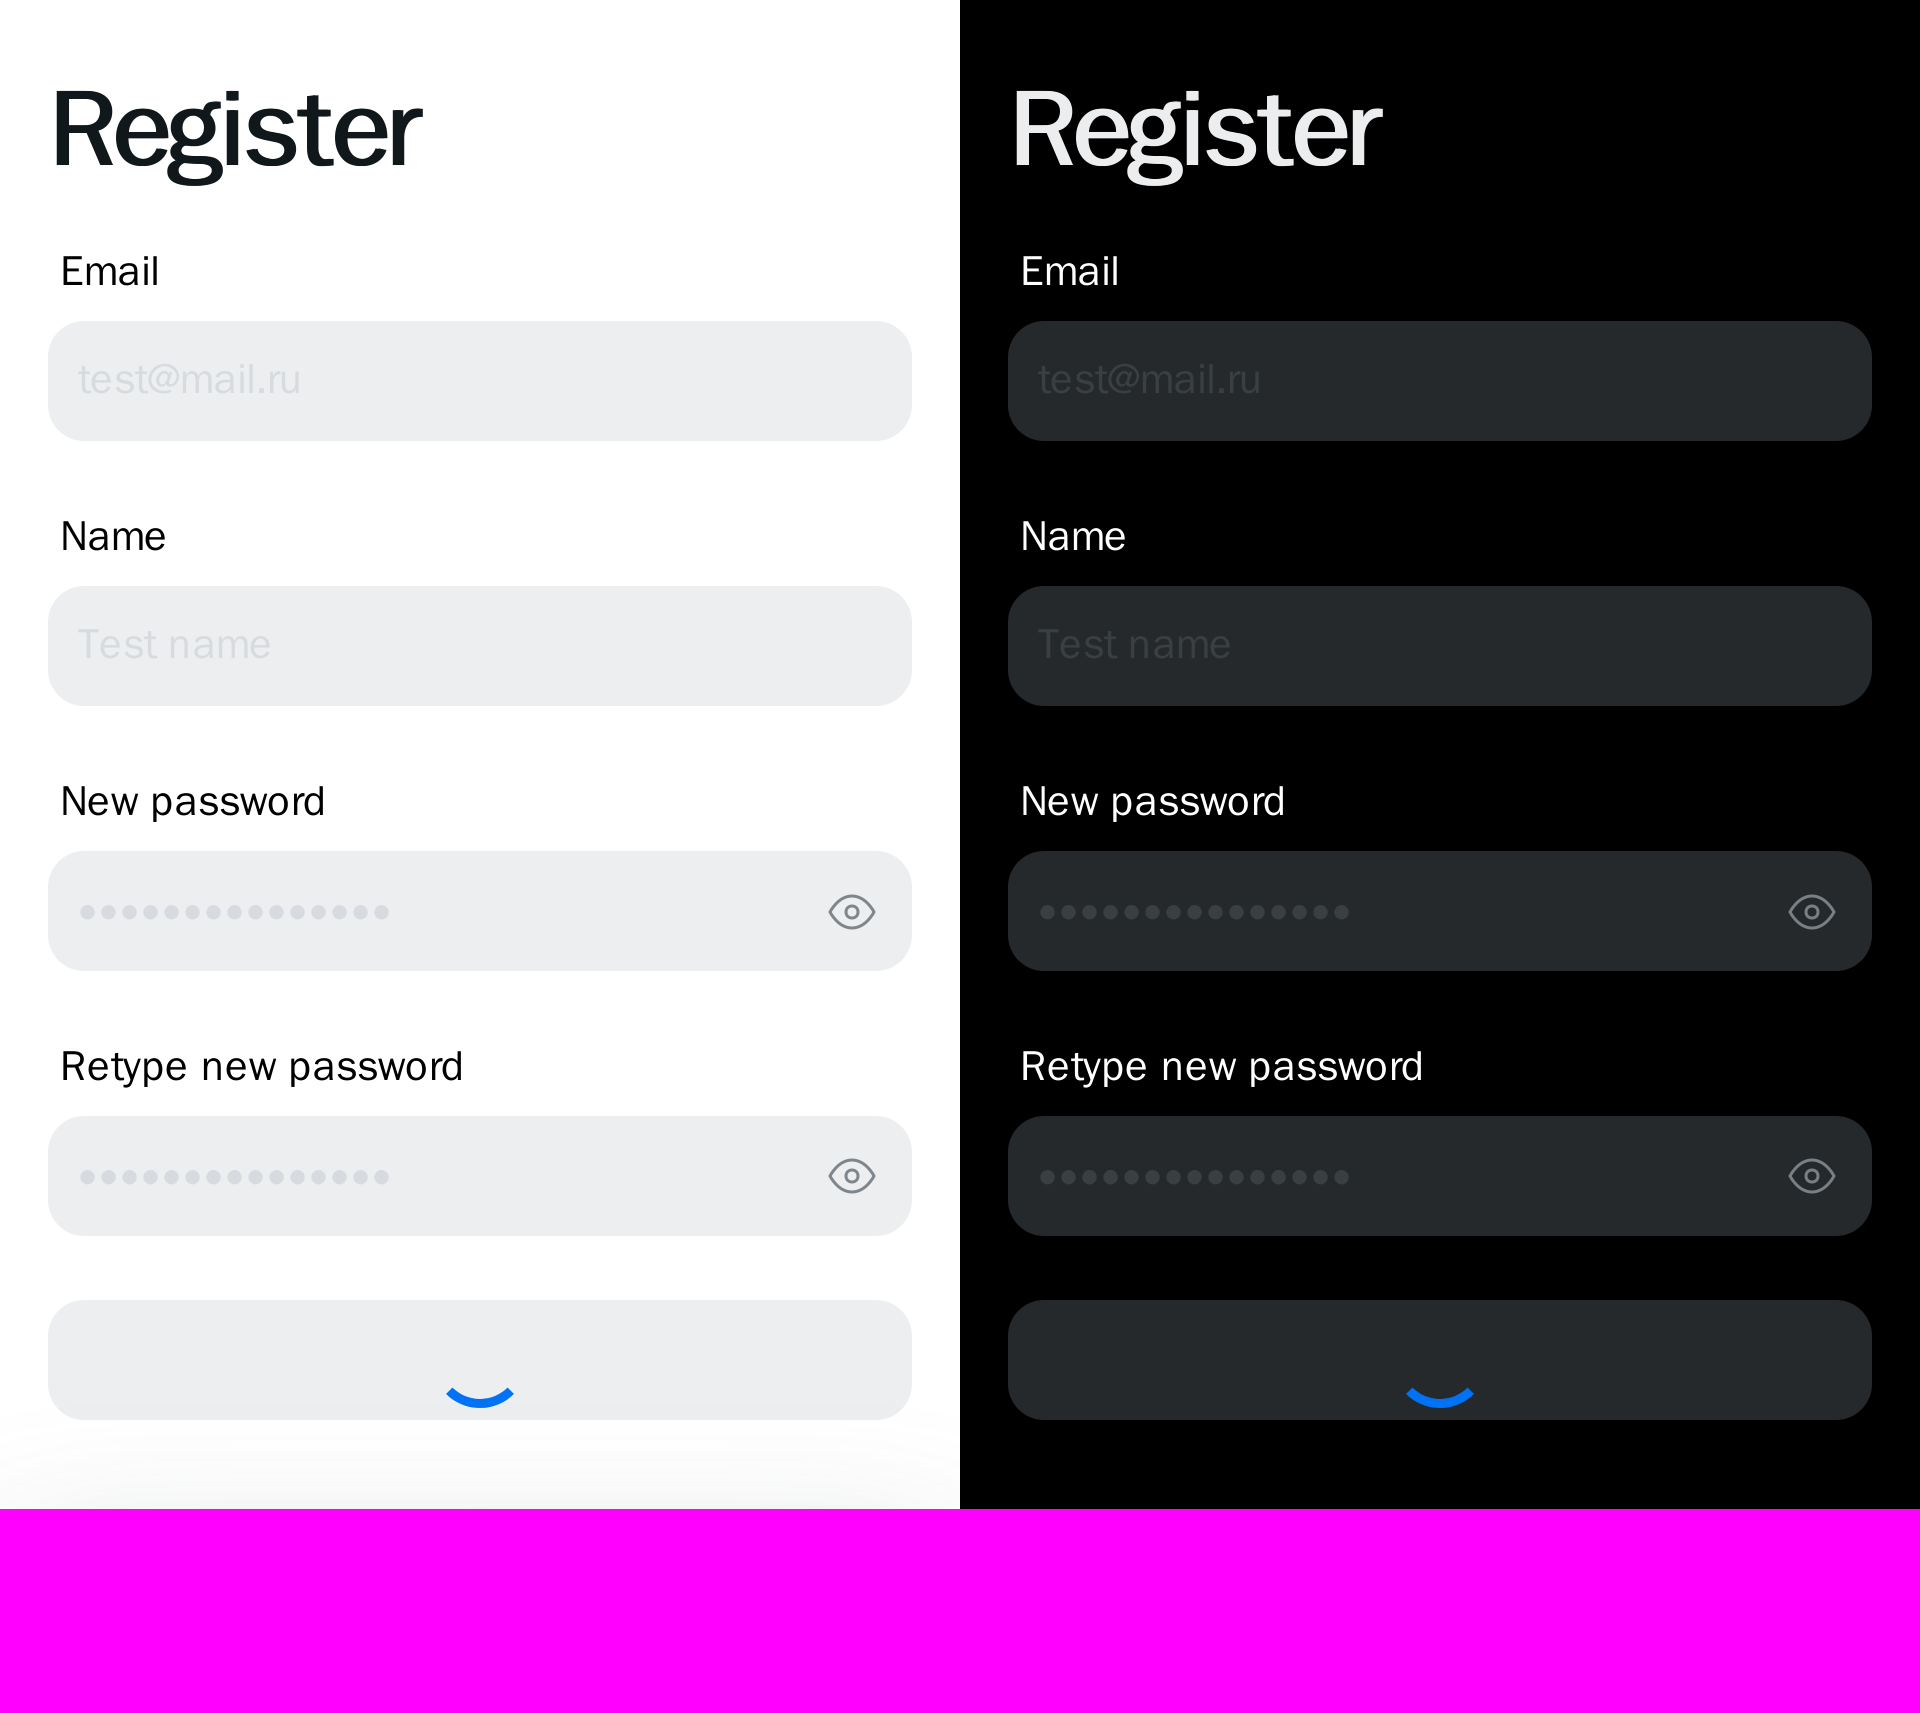 Register
Email
test@mail.ru
Name
Test name
New password
•••••••••••••••
Retype new password
•••••••••••••••
Register
Email
test@mail.ru
Name
Test name
New password
•••••••••••••••
Retype new password
•••••••••••••••